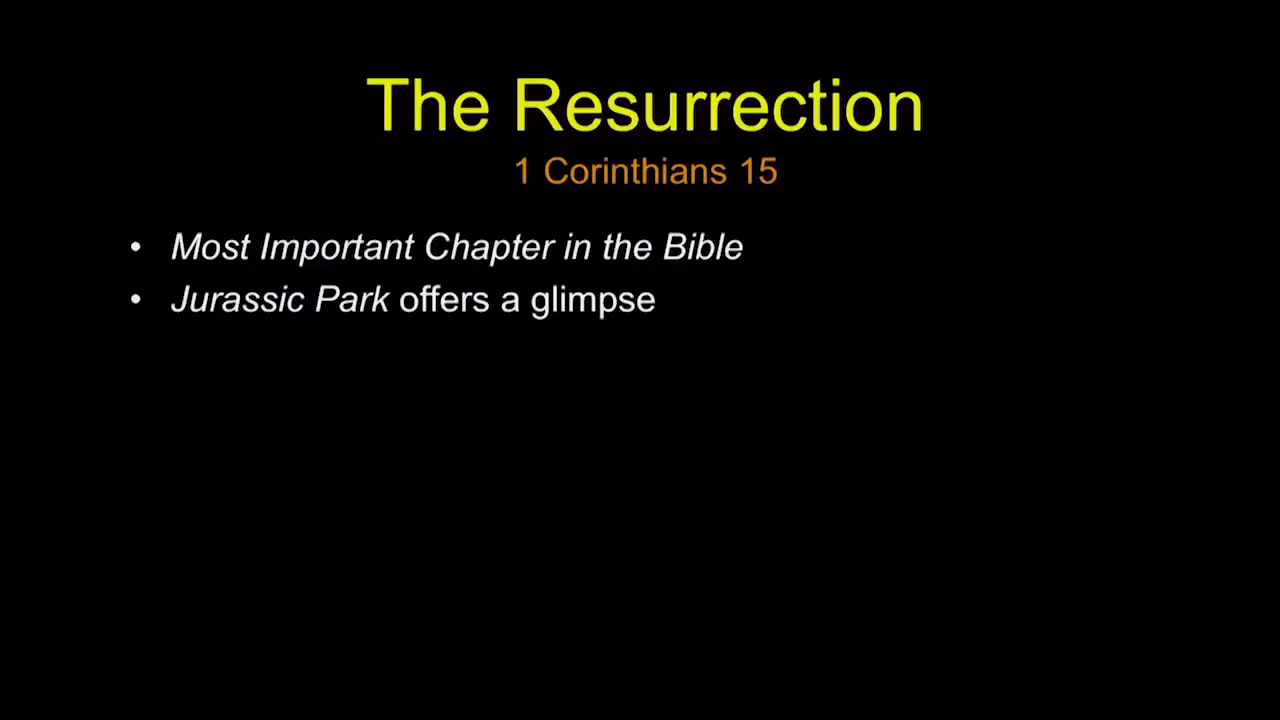 The Resurrection
1 Corinthians 15
• Most Important Chapter in the Bible
• Jurassic Park offers a glimpse